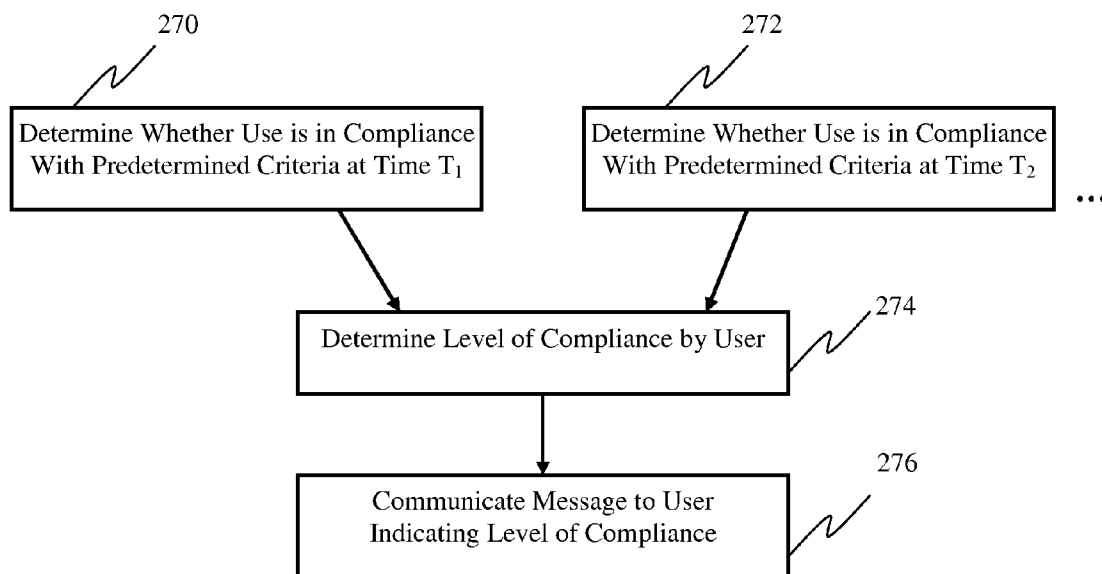 270
272
Determine Whether Use is in Compliance
With Predetermined Criteria at Time T₁
Determine Whether Use is in Compliance
With Predetermined Criteria at Time T₂
...
274
Determine Level of Compliance by User
276
Communicate Message to User
Indicating Level of Compliance